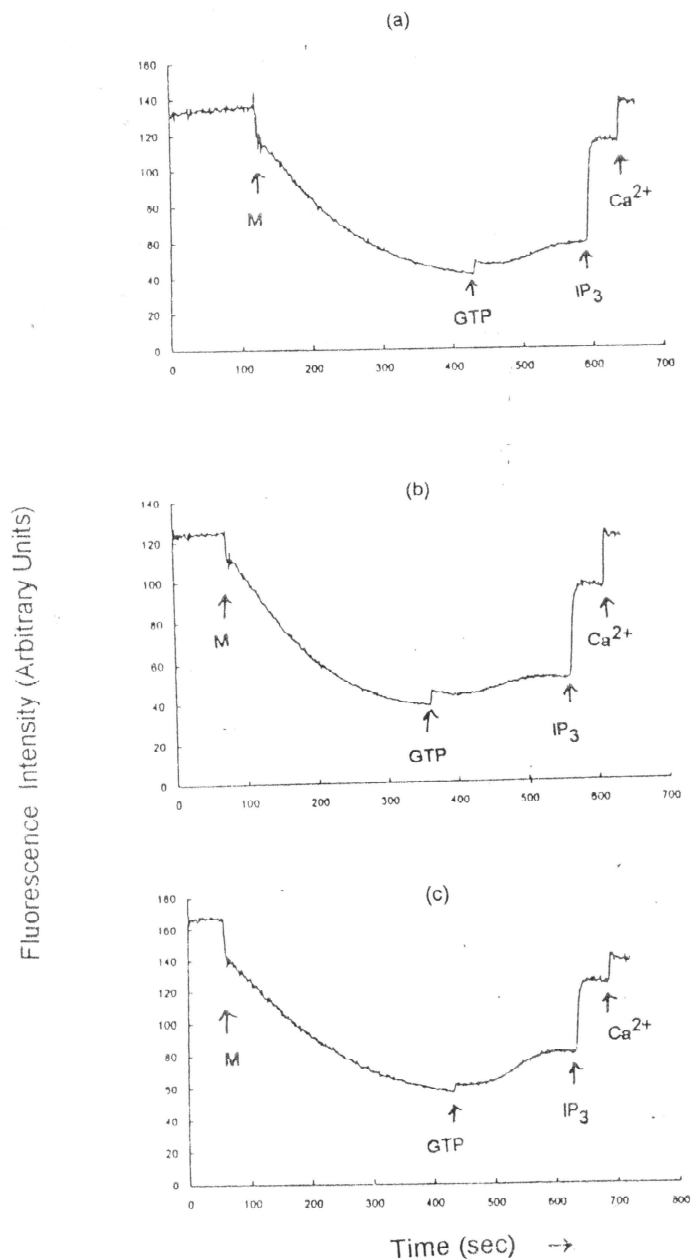 (a)
160
140
120
100
80
60
40
20
0
M
GTP
IP3
Ca2+
0 100 200 300 400 500 600 700
(b)
140
120
100
80
60
40
20
0
M
GTP
IP3
Ca2+
0 100 200 300 400 500 600 700
(c)
180
160
140
120
100
80
60
40
20
0
M
GTP
IP3
Ca2+
0 100 200 300 400 500 600 700 800
Fluorescence Intensity (Arbitrary Units)
Time (sec) →